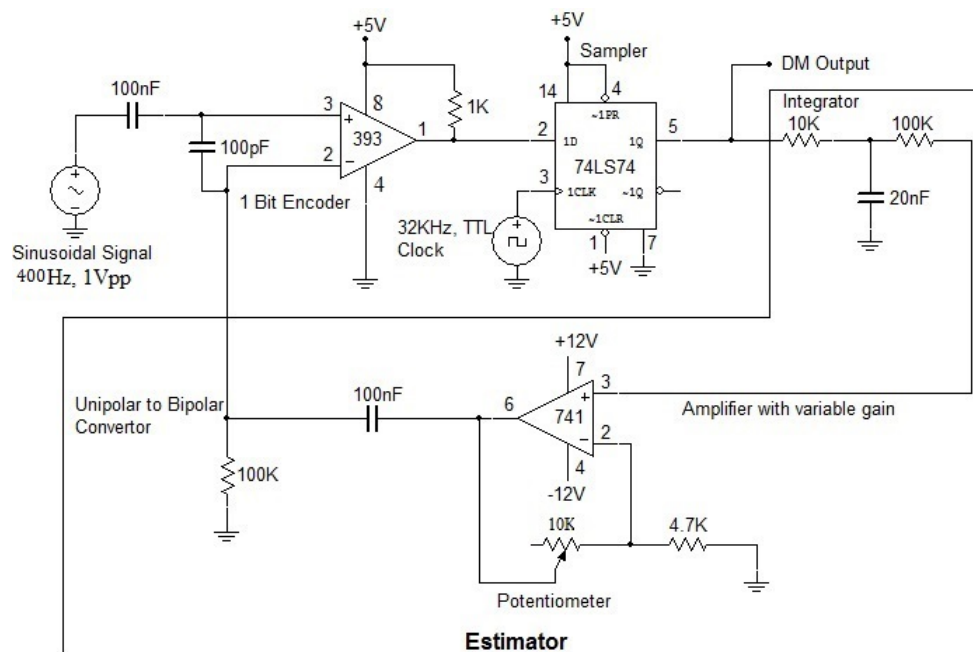 +5V
+5V
Sampler
DM Output
Integrator
100nF
3
8
1K
14
4
~1PR
10K
100K
+
393
1
2
1D
1Q
5
100pF
2
−
74LS74
3
1CLK
~1Q
20nF
4
1 Bit Encoder
32KHz, TTL
Clock
~1CLR
1
7
+5V
Sinusoidal Signal
400Hz, 1Vpp
+12V
7
100nF
6
3
+
Unipolar to Bipolar
Convertor
741
Amplifier with variable gain
2
−
4
100K
-12V
10K
4.7K
Potentiometer
Estimator